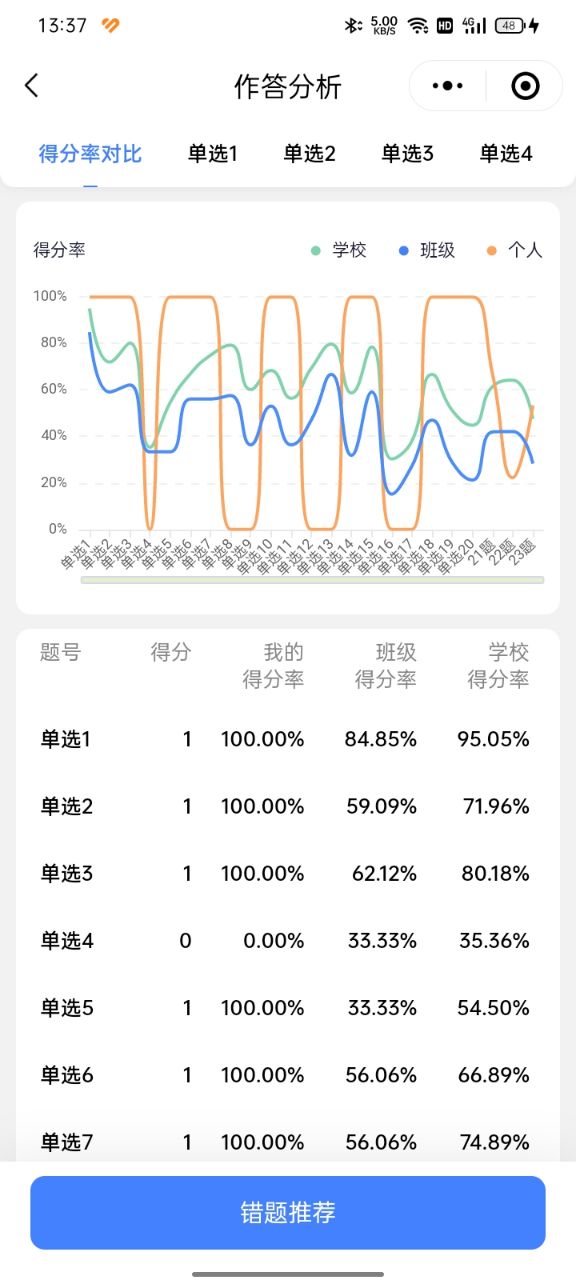 13:37
5.00 KB/S
HD
4G
48
作答分析
得分率对比 单选1 单选2 单选3 单选4
得分率
学校 班级 个人
100%
80%
60%
40%
20%
0%
单选1 单选2 单选3 单选4 单选5 单选6 单选7 单选8 单选9 单选10 单选11 单选12 单选13 单选14 单选15 单选16 单选17 单选18 单选19 单选20 21题 22题 23题
题号 得分 我的 班级 学校
得分率 得分率 得分率
单选1 1 100.00% 84.85% 95.05%
单选2 1 100.00% 59.09% 71.96%
单选3 1 100.00% 62.12% 80.18%
单选4 0 0.00% 33.33% 35.36%
单选5 1 100.00% 33.33% 54.50%
单选6 1 100.00% 56.06% 66.89%
单选7 1 100.00% 56.06% 74.89%
错题推荐